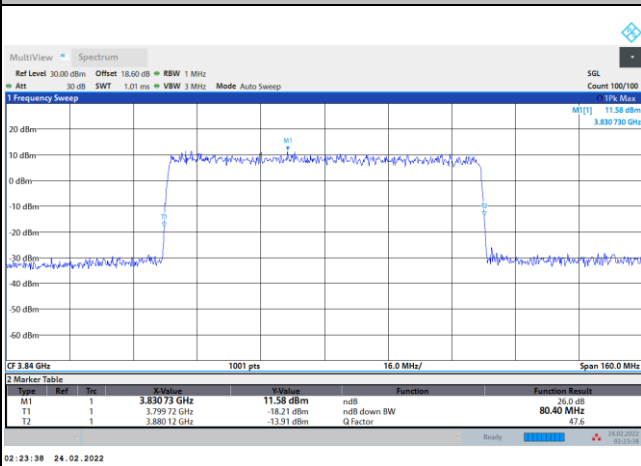 MultiView Spectrum
Ref Level 30.00 dBm Offset 18.60 dB RBW 1 MHz SGL
Att 30 dB SWT 1.01 ms VBW 3 MHz Mode Auto Sweep Count 100/100
1 Frequency Sweep 1Pk Max
M1[1] 11.58 dBm
3.830 730 GHz
20 dBm
M1
10 dBm
0 dBm
-10 dBm
T1 T2
-20 dBm
-30 dBm
-40 dBm
-50 dBm
-60 dBm
CF 3.84 GHz 1001 pts 16.0 MHz/ Span 160.0 MHz
2 Marker Table
Type Ref Trc X-Value Y-Value Function Function Result
M1 1 3.830 73 GHz 11.58 dBm ndB 26.0 dB
T1 1 3.799 72 GHz -18.21 dBm ndB down BW 80.40 MHz
T2 1 3.880 12 GHz -13.91 dBm Q Factor 47.6
Ready 24.02.2022
02:23:38
02:23:38 24.02.2022